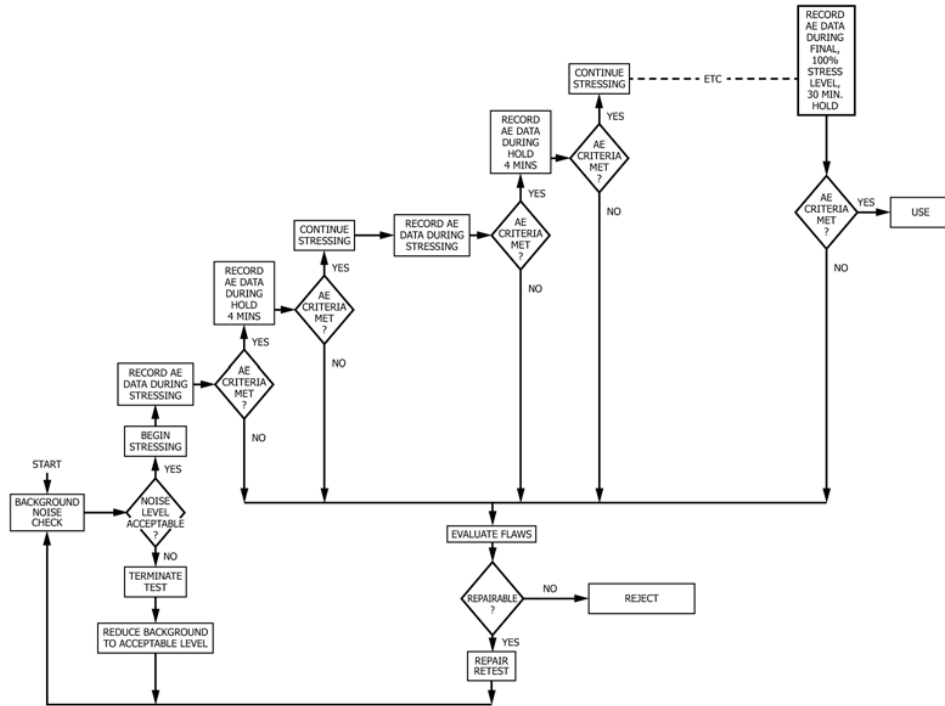 RECORD
AE DATA
DURING
FINAL,
100%
STRESS
LEVEL,
30 MIN.
HOLD
CONTINUE
STRESSING
ETC
YES
RECORD
AE DATA
DURING
HOLD
4 MINS
AE
CRITERIA
MET
?
NO
YES
AE
CRITERIA
MET
?
YES
USE
NO
CONTINUE
STRESSING
RECORD AE
DATA DURING
STRESSING
AE
CRITERIA
MET
?
NO
YES
RECORD
AE DATA
DURING
HOLD
4 MINS
AE
CRITERIA
MET
?
NO
YES
RECORD AE
DATA DURING
STRESSING
AE
CRITERIA
MET
?
NO
BEGIN
STRESSING
YES
START
BACKGROUND
NOISE
CHECK
NOISE
LEVEL
ACCEPTABLE
?
NO
TERMINATE
TEST
REDUCE BACKGROUND
TO ACCEPTABLE LEVEL
EVALUATE FLAWS
REPAIRABLE
?
NO
REJECT
YES
REPAIR
RETEST